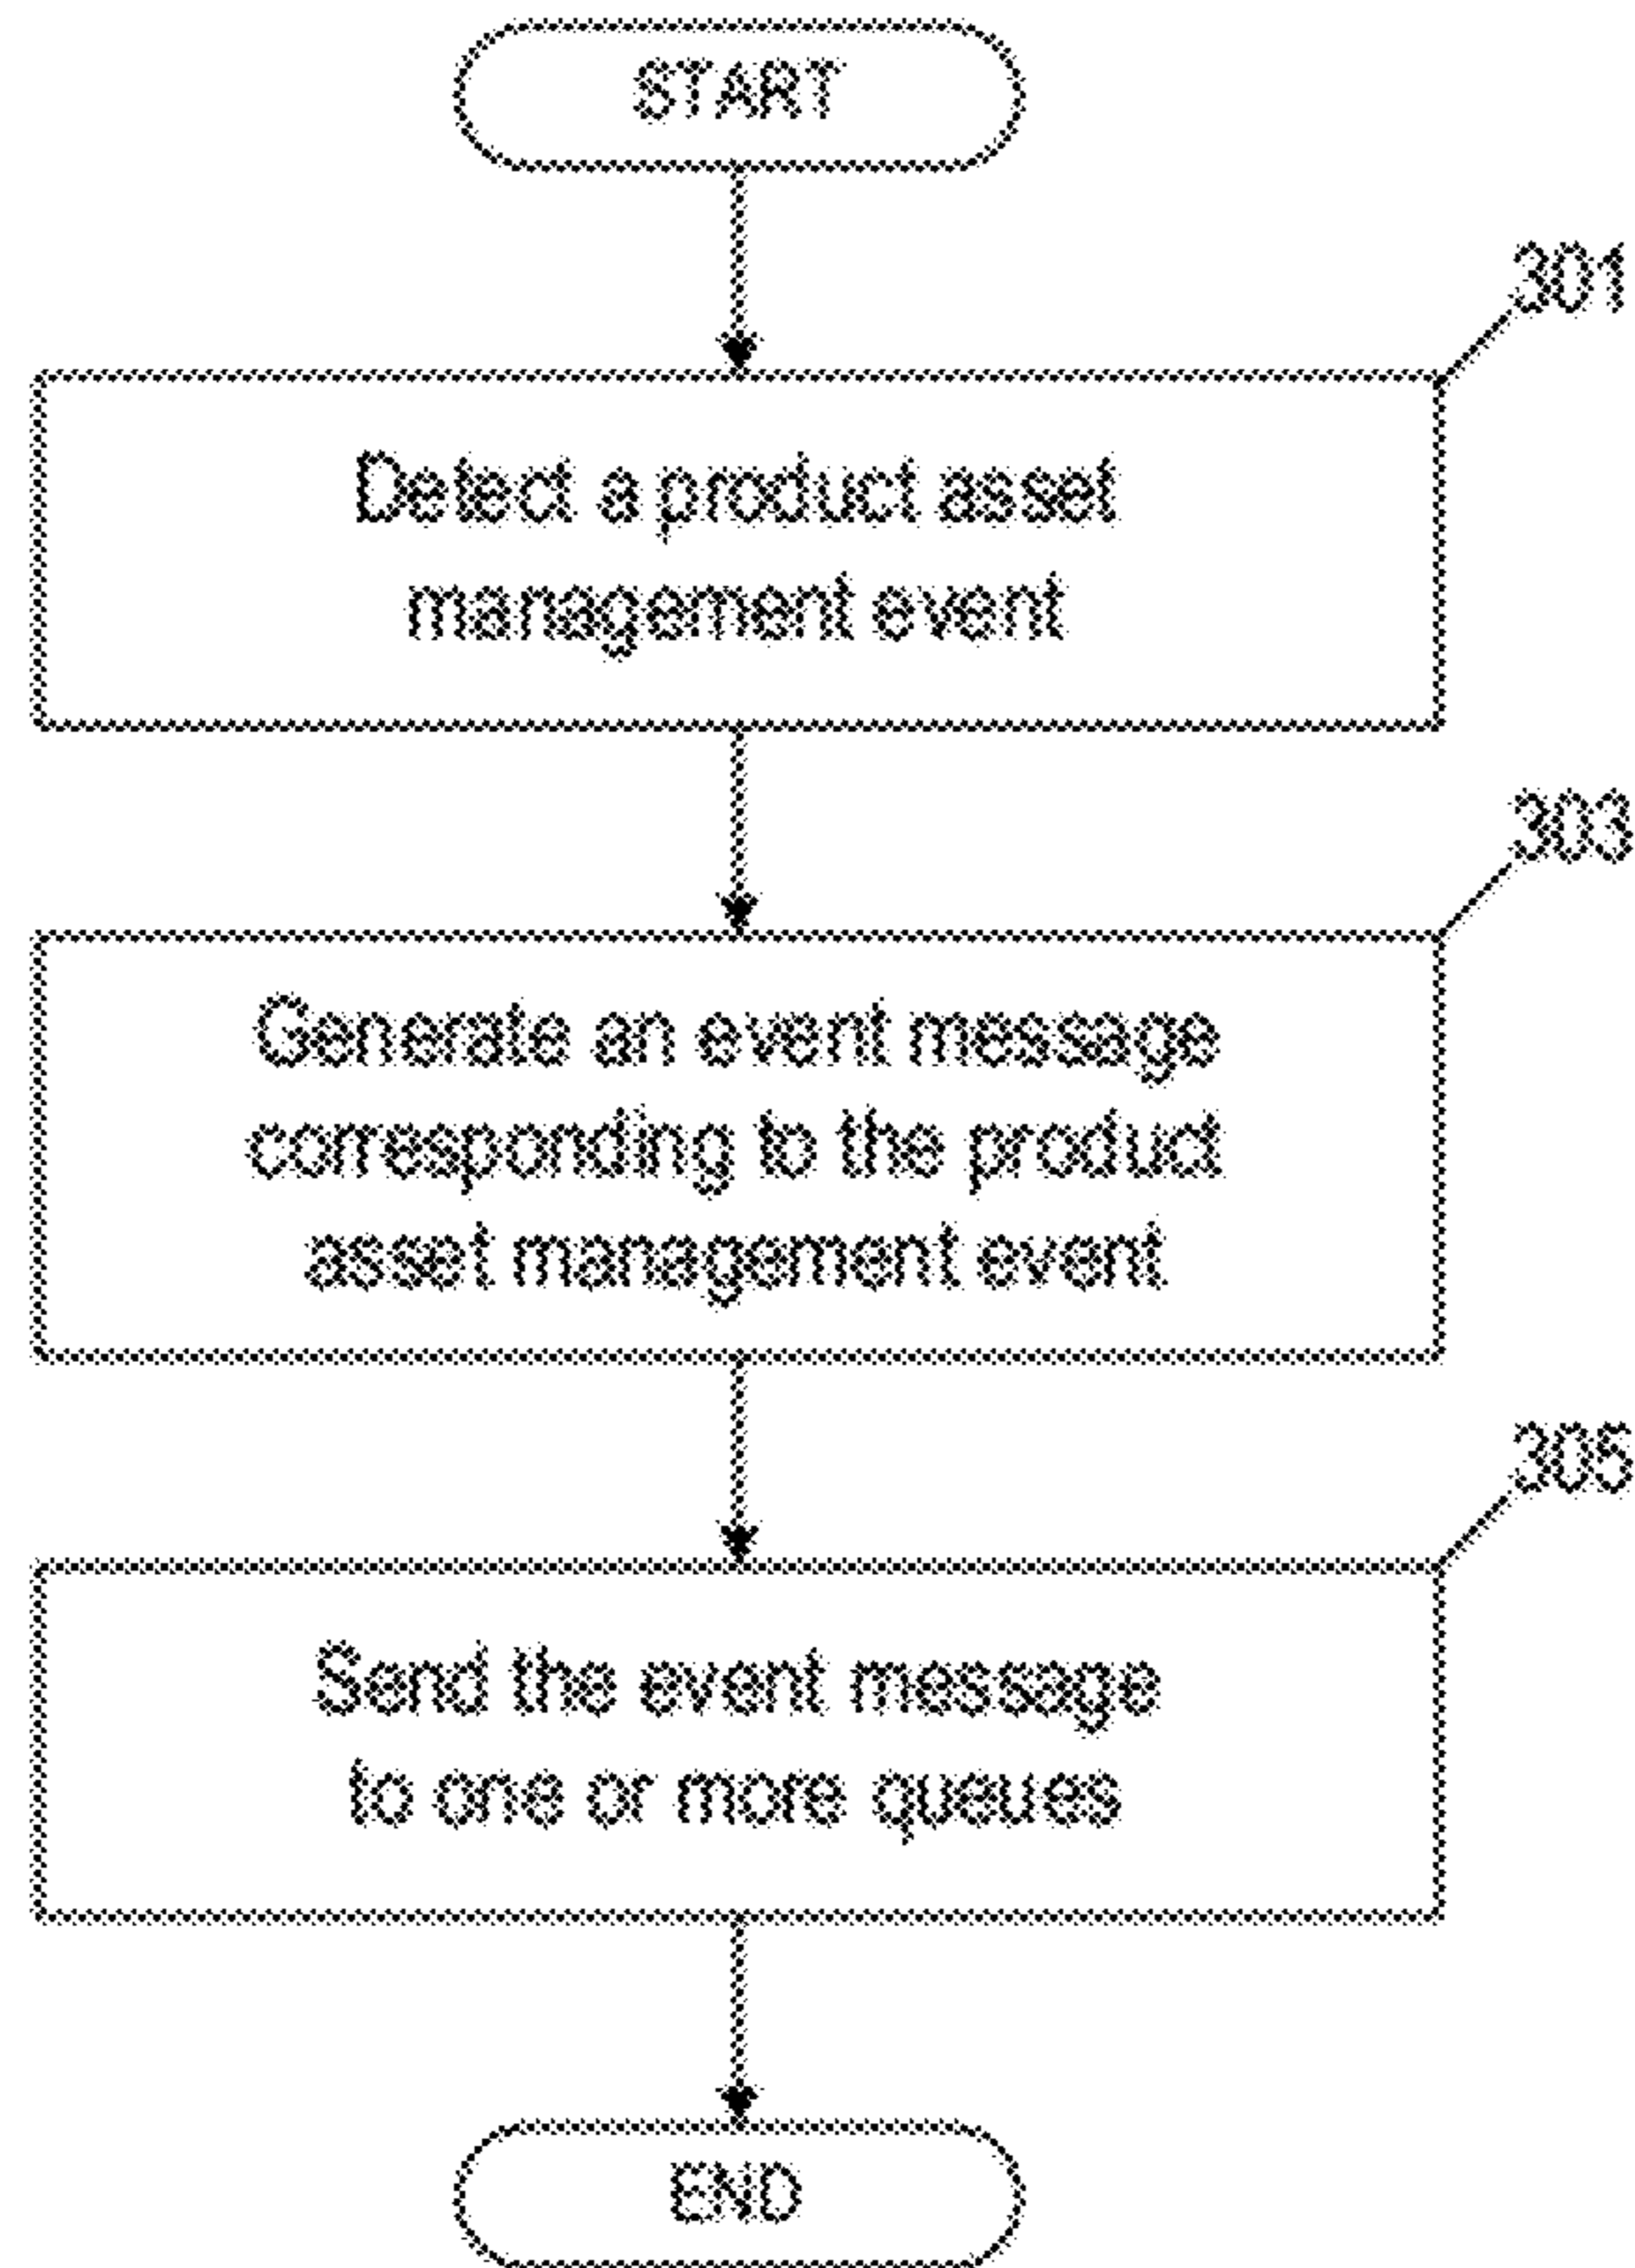 START
301
Detect a product asset
management event
303
Generate an event message
corresponding to the product
asset management event
305
Send the event message
to one or more queues
END